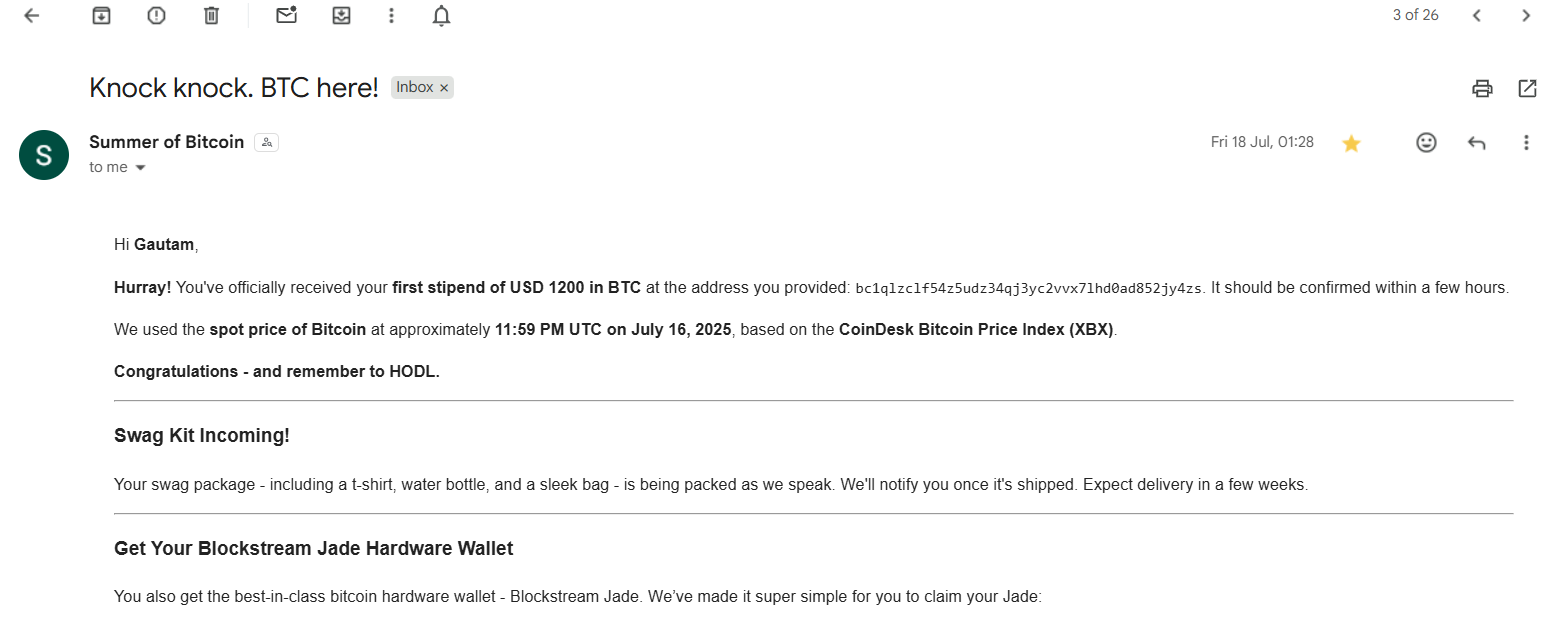 3 of 26
Knock knock. BTC here! Inbox ×
S
Summer of Bitcoin
Fri 18 Jul, 01:28
to me
Hi Gautam,
Hurray! You've officially received your first stipend of USD 1200 in BTC at the address you provided: bc1qlzclf54z5udz34qj3yc2vvx7lhd0ad852jy4zs. It should be confirmed within a few hours.
We used the spot price of Bitcoin at approximately 11:59 PM UTC on July 16, 2025, based on the CoinDesk Bitcoin Price Index (XBX).
Congratulations - and remember to HODL.
Swag Kit Incoming!
Your swag package - including a t-shirt, water bottle, and a sleek bag - is being packed as we speak. We'll notify you once it's shipped. Expect delivery in a few weeks.
Get Your Blockstream Jade Hardware Wallet
You also get the best-in-class bitcoin hardware wallet - Blockstream Jade. We’ve made it super simple for you to claim your Jade: